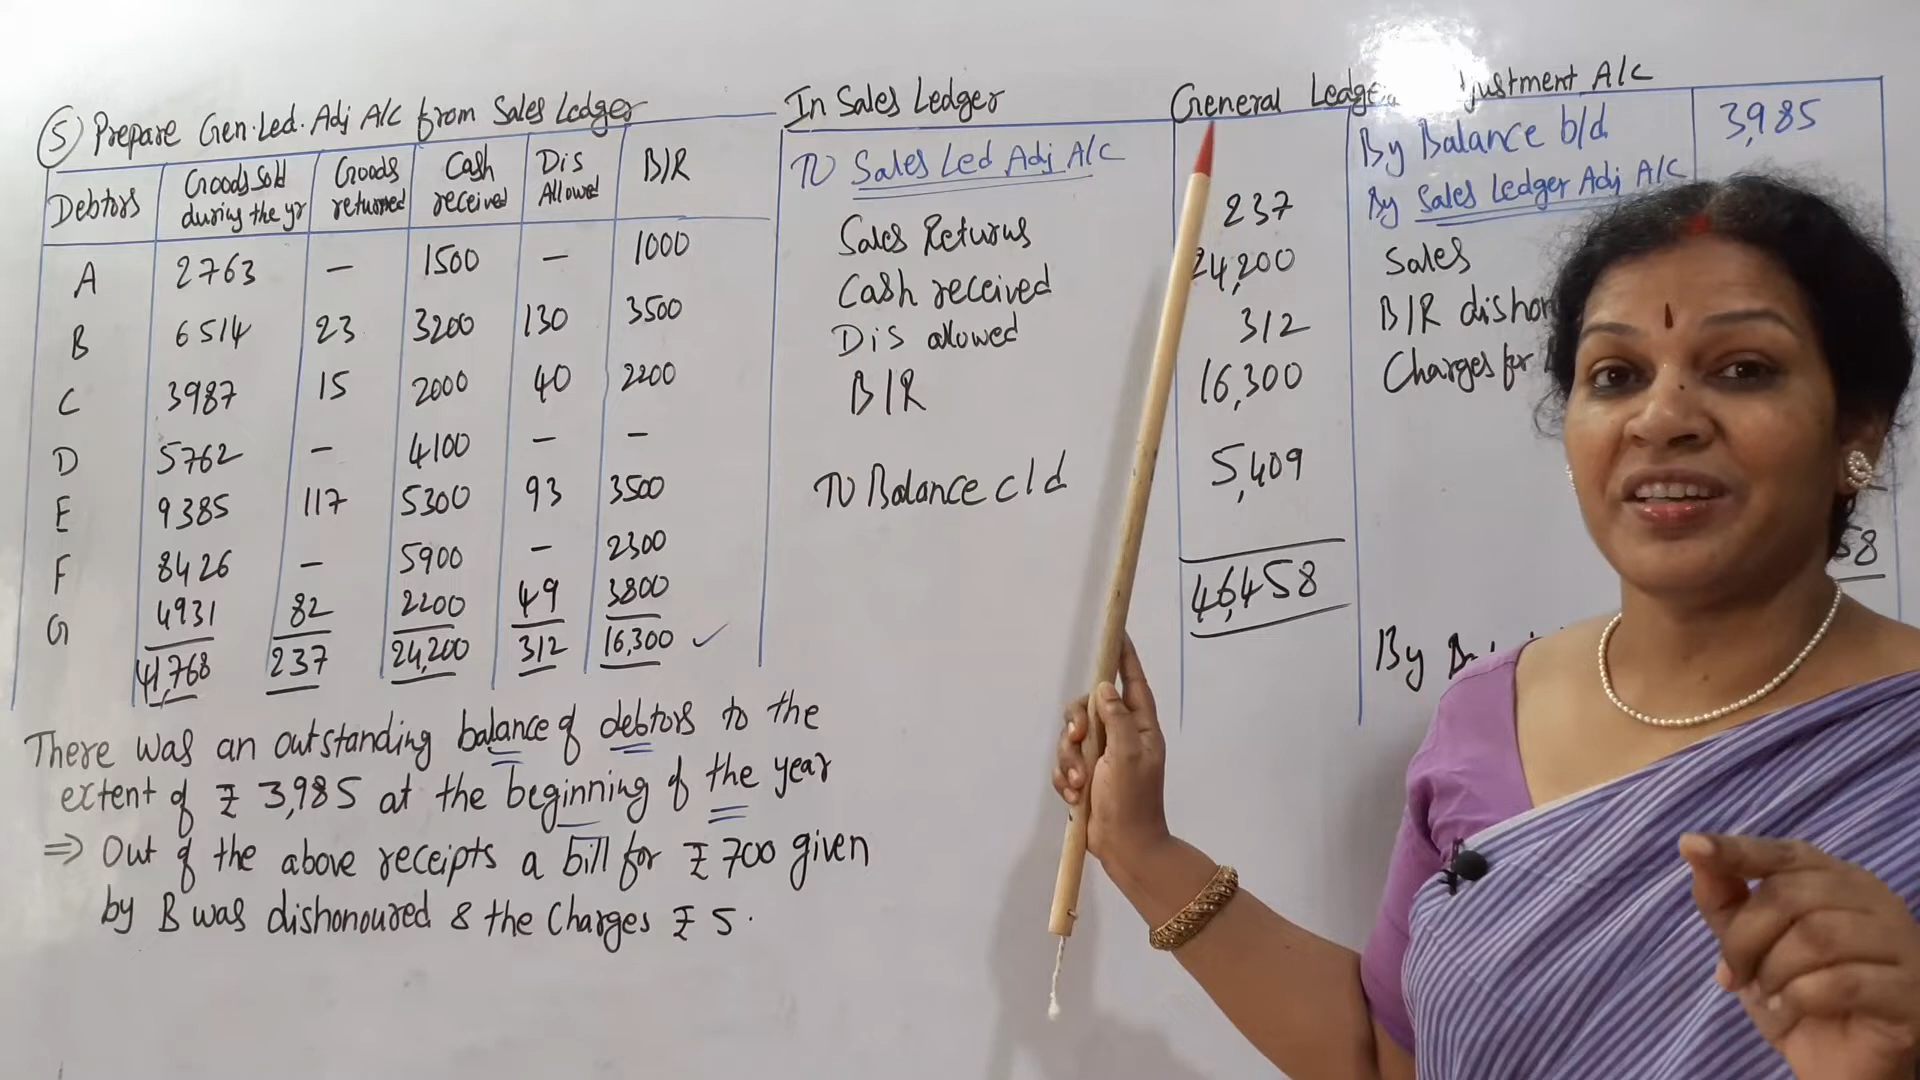 (5) Prepare Gen.Led.Adj A/C from Sales Ledger
Debtors | Goods sold during the yr | Goods returned | Cash received | Dis Allowed | B/R
A | 2763 | — | 1500 | — | 1000
B | 6514 | 23 | 3200 | 130 | 3500
C | 3987 | 15 | 2000 | 40 | 2200
D | 5762 | — | 4100 | — | —
E | 9385 | 117 | 5300 | 93 | 3500
F | 8426 | — | 5900 | — | 2300
G | 4931 | 82 | 2200 | 49 | 3800
41,768 | 237 | 24,200 | 312 | 16,300 ✓
There was an outstanding balance of debtors to the
extent of ₹ 3,985 at the beginning of the year
⇒ Out of the above receipts a bill for ₹ 700 given
by B was dishonoured & the Charges ₹ 5.
In Sales Ledger
General Ledge justment A/C
To Sales Led Adj A/C
Sales Returns 237
Cash received 24,200
Dis allowed 312
B/R 16,300
To Balance c/d 5,409
46,458
By Balance b/d 3,985
By Sales Ledger Adj A/C
Sales
B/R dishon
Charges for
58
By